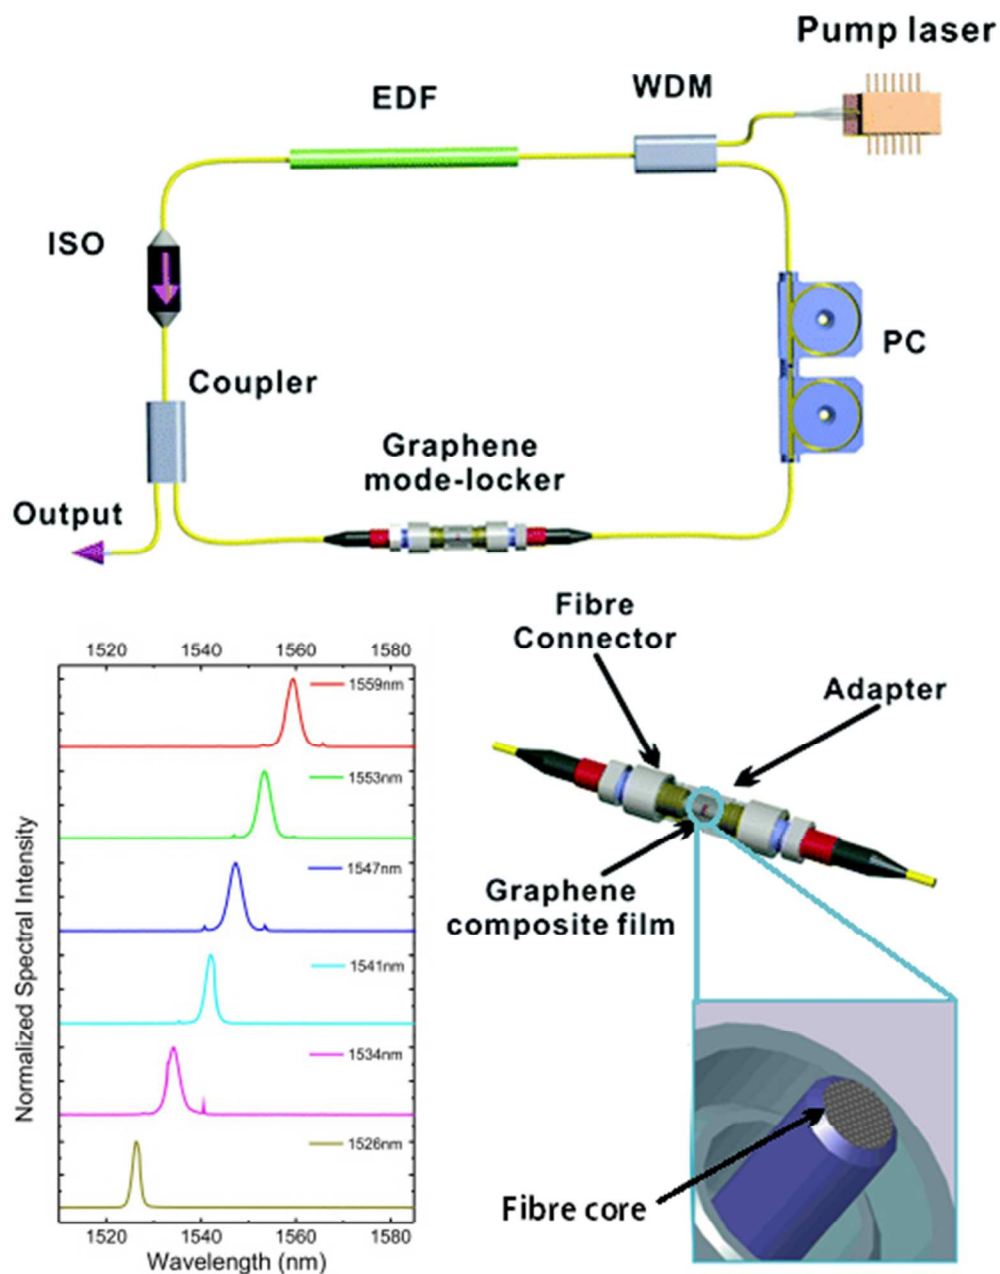 Pump laser
WDM
EDF
ISO
PC
Coupler
Graphene
mode-locker
Output
Fibre
Connector
Adapter
Graphene
composite film
Fibre core
1520 1540 1560 1580
1559nm
1553nm
1547nm
1541nm
1534nm
1526nm
Normalized Spectral Intensity
1520 1540 1560 1580
Wavelength (nm)